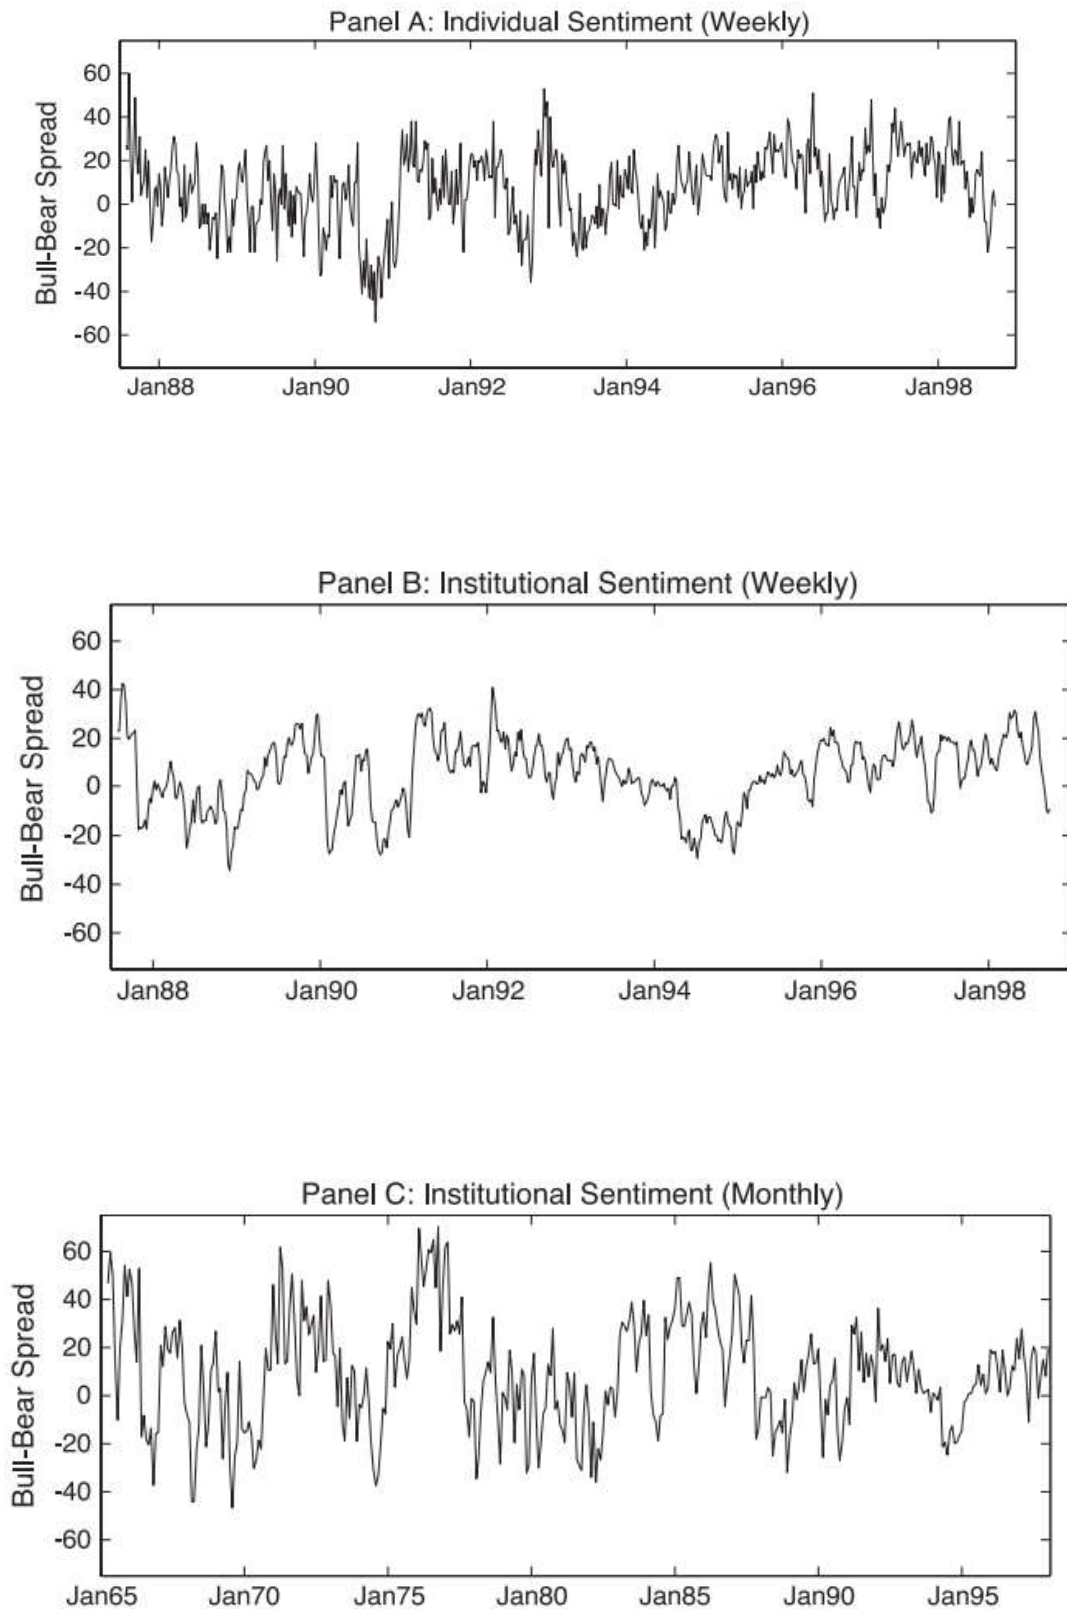 Panel A: Individual Sentiment (Weekly)
Bull-Bear Spread
60
40
20
0
-20
-40
-60
Jan88 Jan90 Jan92 Jan94 Jan96 Jan98
Panel B: Institutional Sentiment (Weekly)
Bull-Bear Spread
60
40
20
0
-20
-40
-60
Jan88 Jan90 Jan92 Jan94 Jan96 Jan98
Panel C: Institutional Sentiment (Monthly)
Bull-Bear Spread
60
40
20
0
-20
-40
-60
Jan65 Jan70 Jan75 Jan80 Jan85 Jan90 Jan95